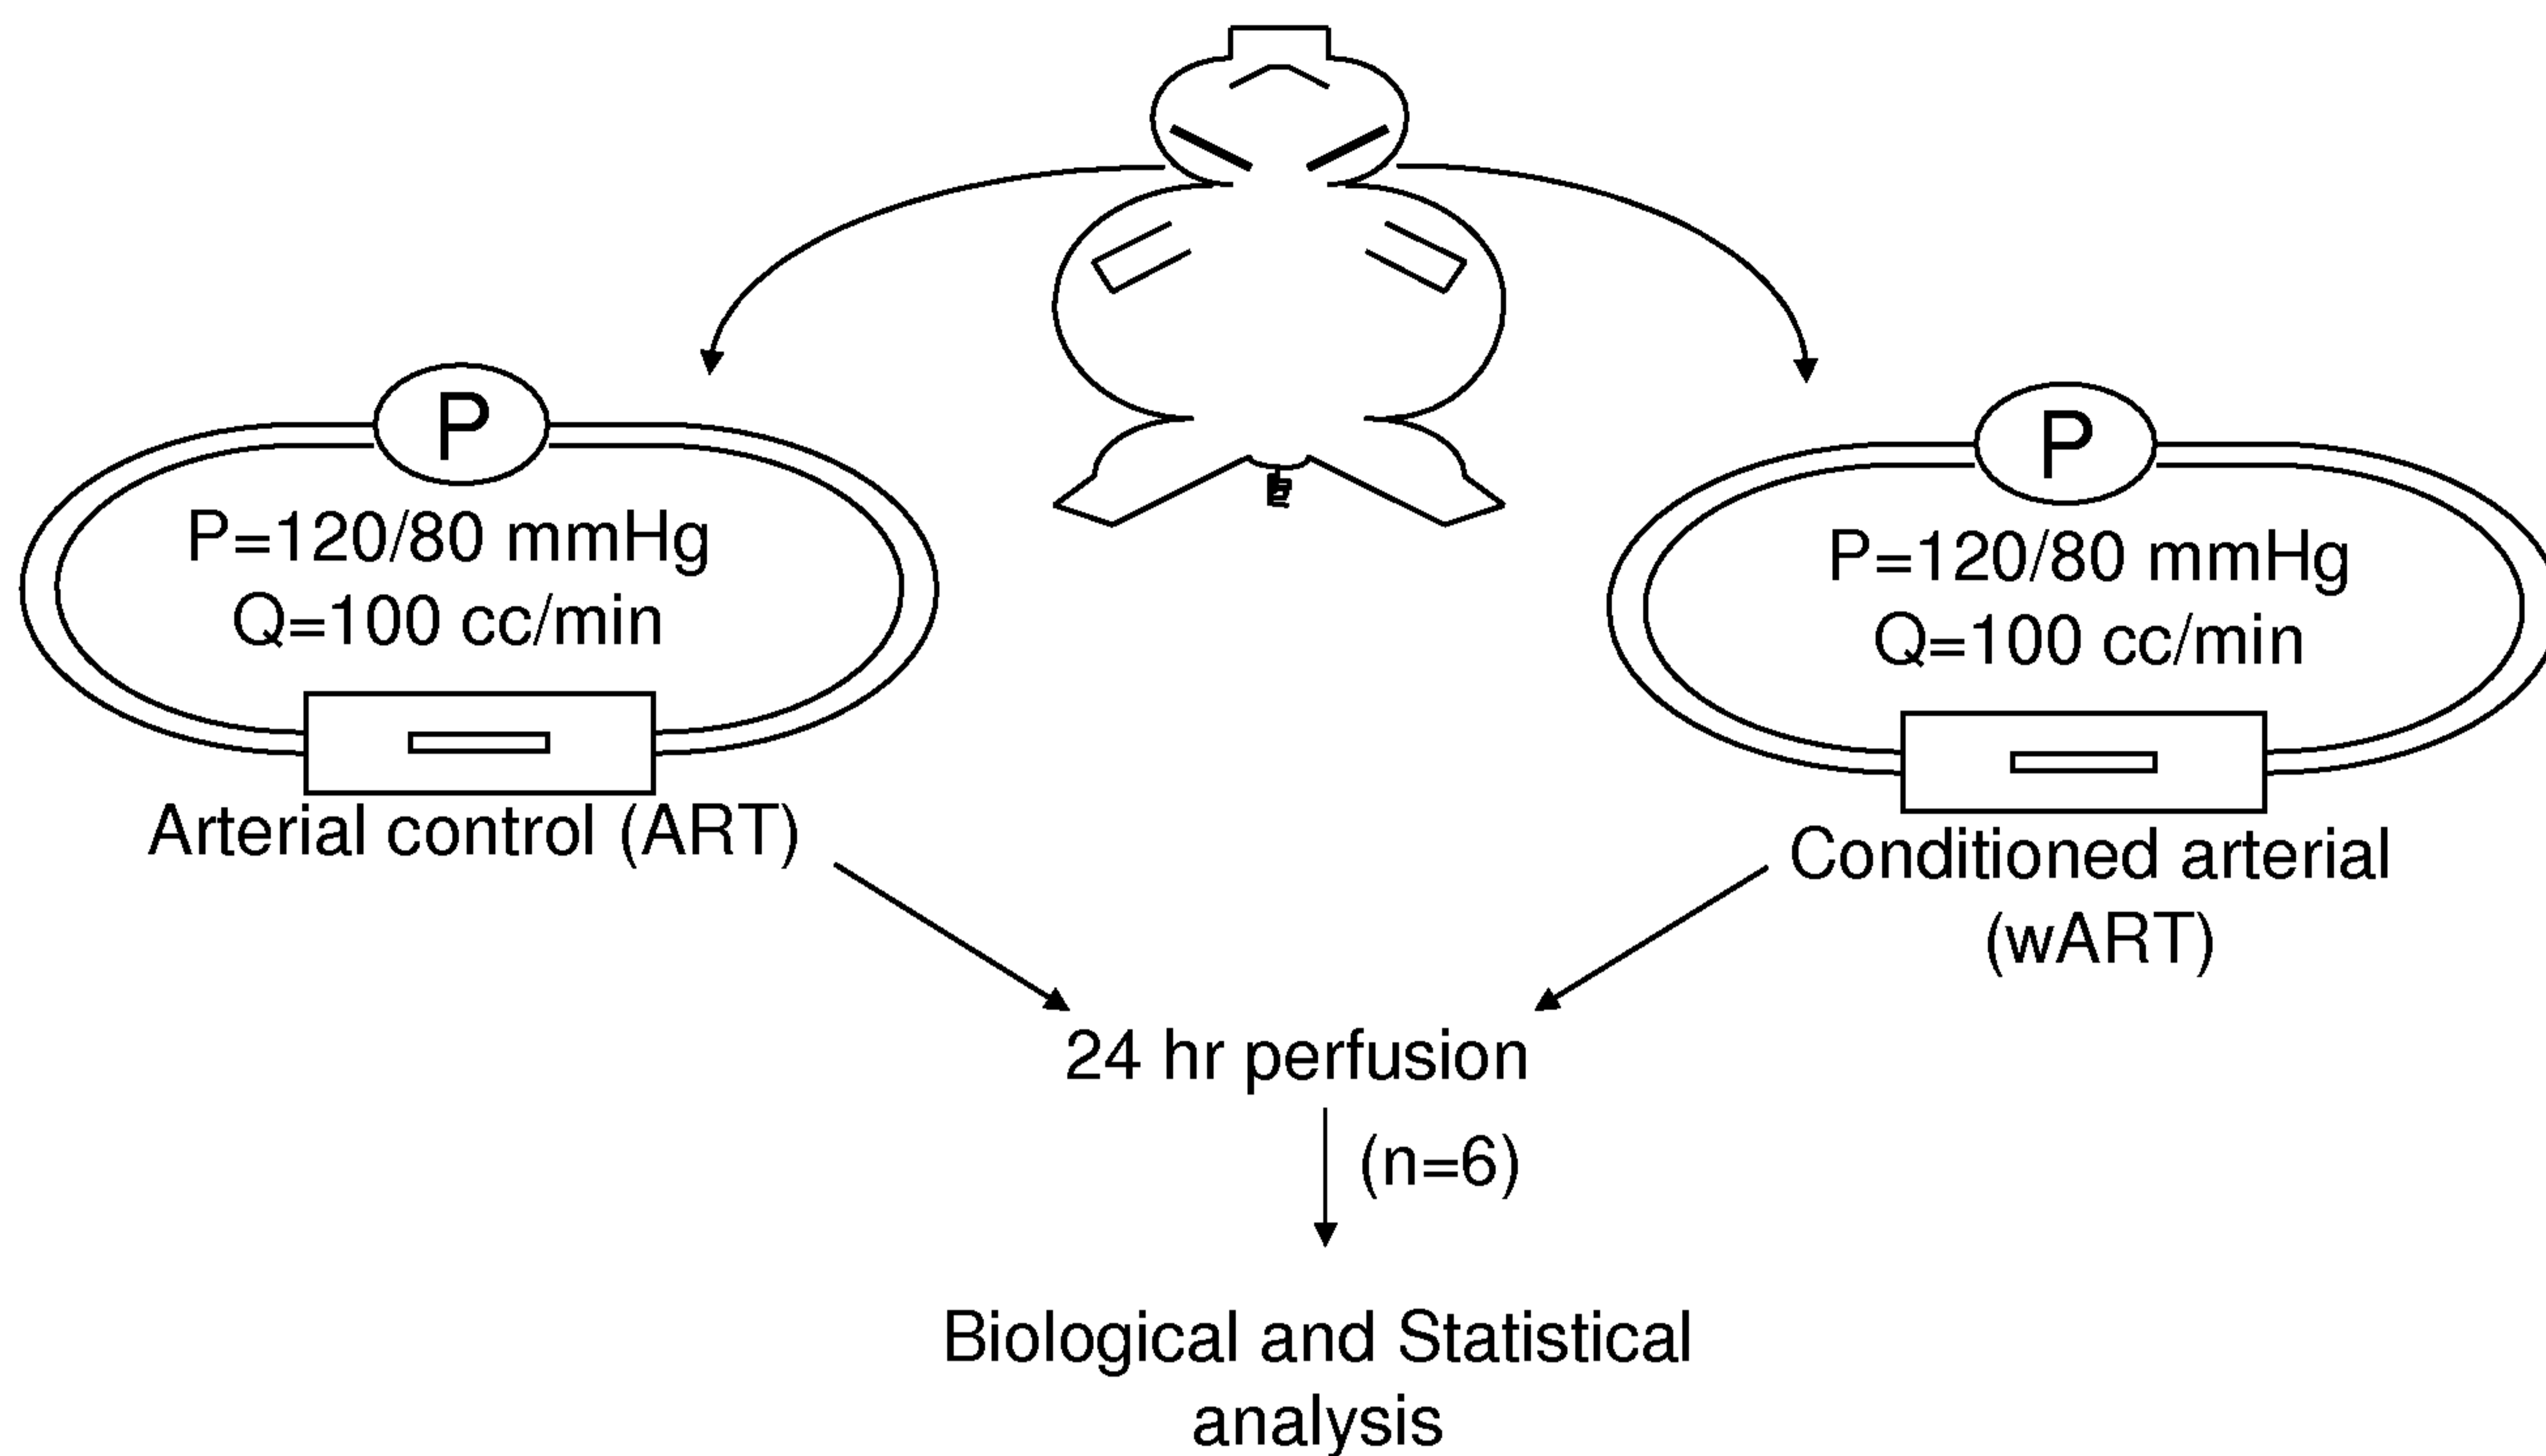 P
P=120/80 mmHg
Q=100 cc/min
Arterial control (ART)
P
P=120/80 mmHg
Q=100 cc/min
Conditioned arterial
(wART)
24 hr perfusion
(n=6)
Biological and Statistical
analysis